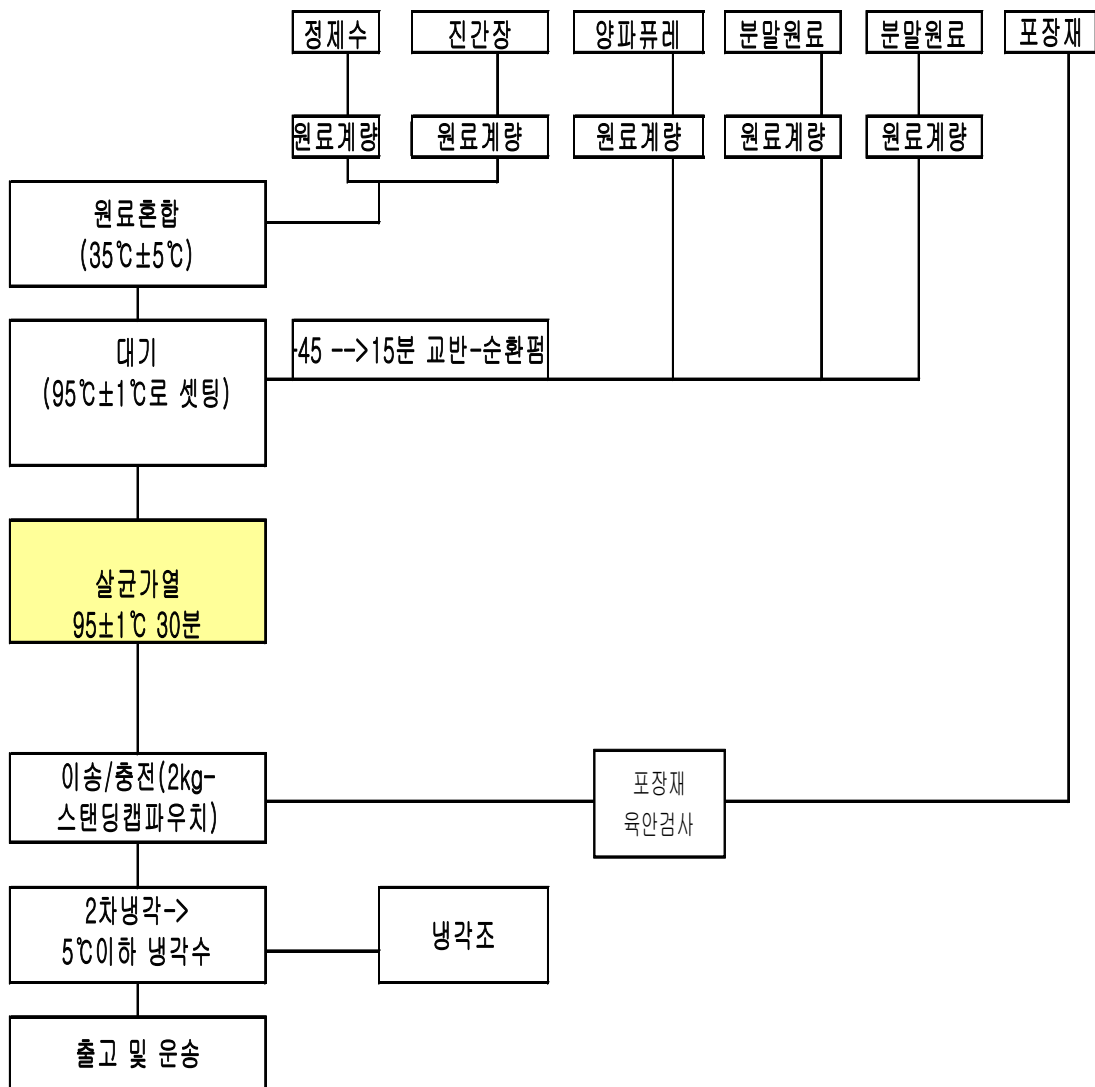 정제수
진간장
양파퓨레
분말원료
분말원료
포장재
원료계량
원료계량
원료계량
원료계량
원료계량
원료혼합
(35℃±5℃)
대기
(95℃±1℃로 셋팅)
-45 -->15분 교반-순환펌
살균가열
95±1℃ 30분
이송/충전(2kg-
스탠딩캡파우치)
포장재
육안검사
2차냉각->
5℃이하 냉각수
냉각조
출고 및 운송